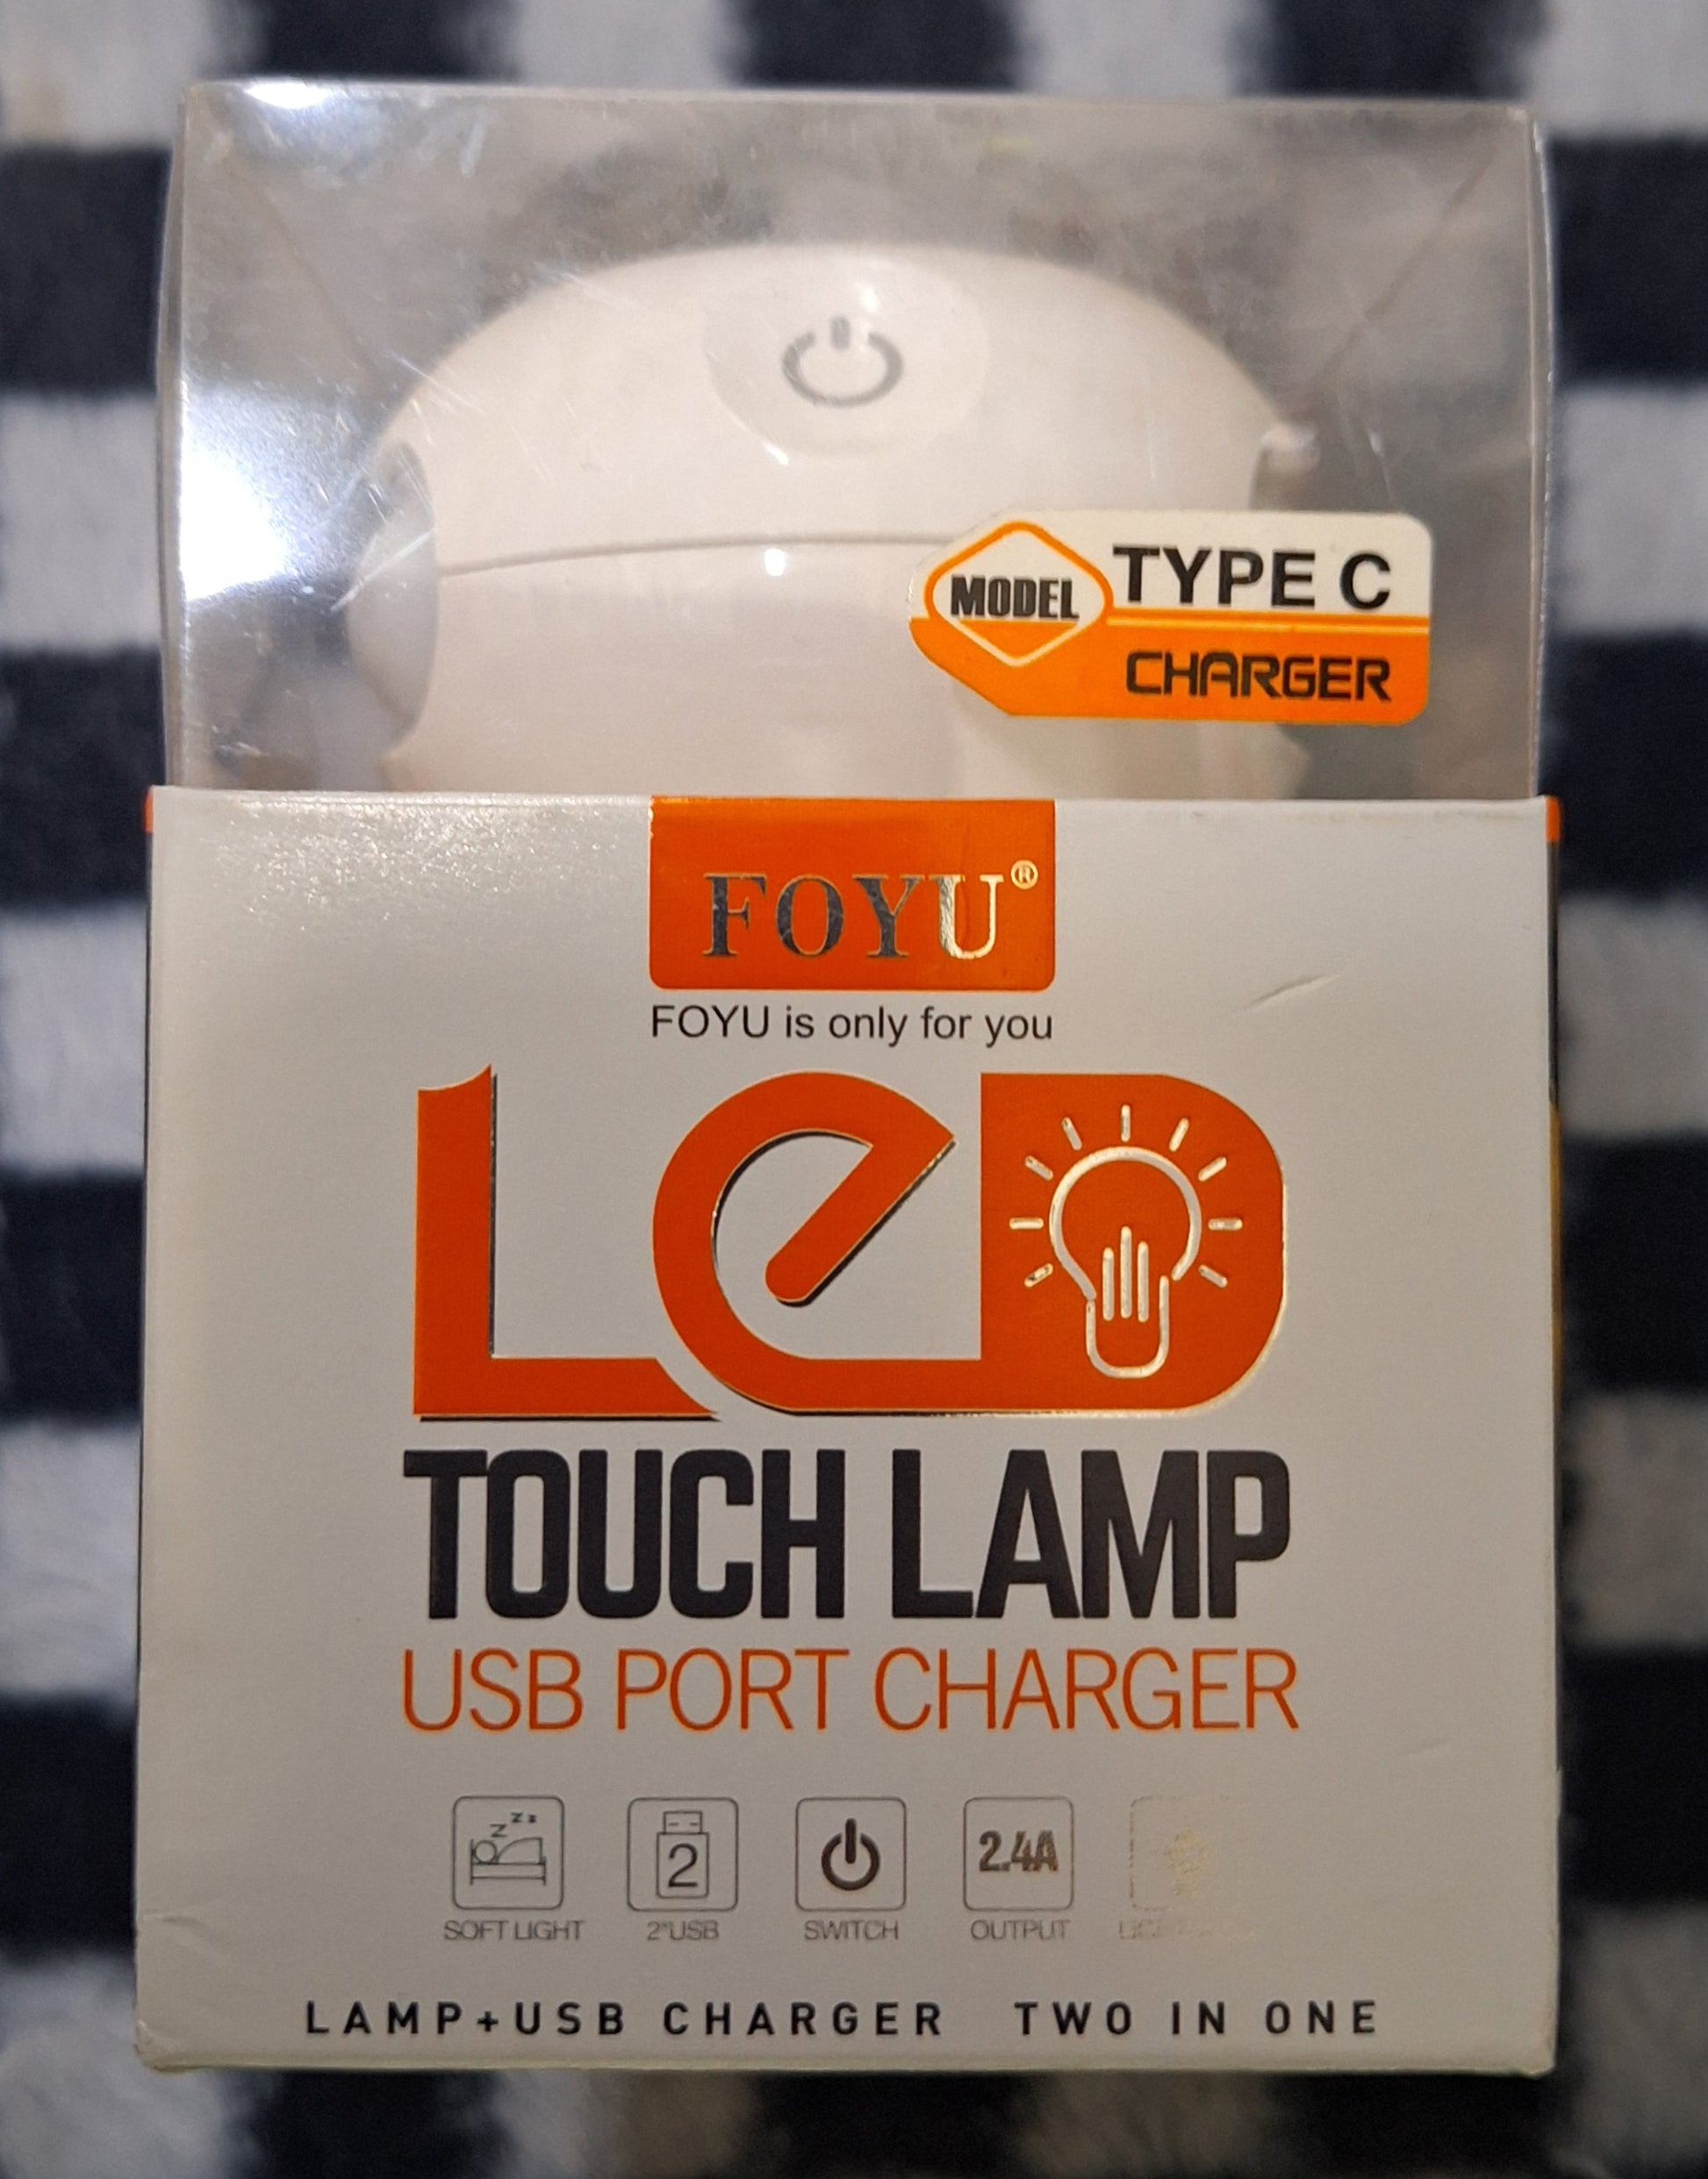 MODEL TYPE C
CHARGER
FOYU®
FOYU is only for you
LED
TOUCH LAMP
USB PORT CHARGER
2 2.4A
SOFT LIGHT 2*USB SWITCH OUTPUT
LAMP+USB CHARGER TWO IN ONE